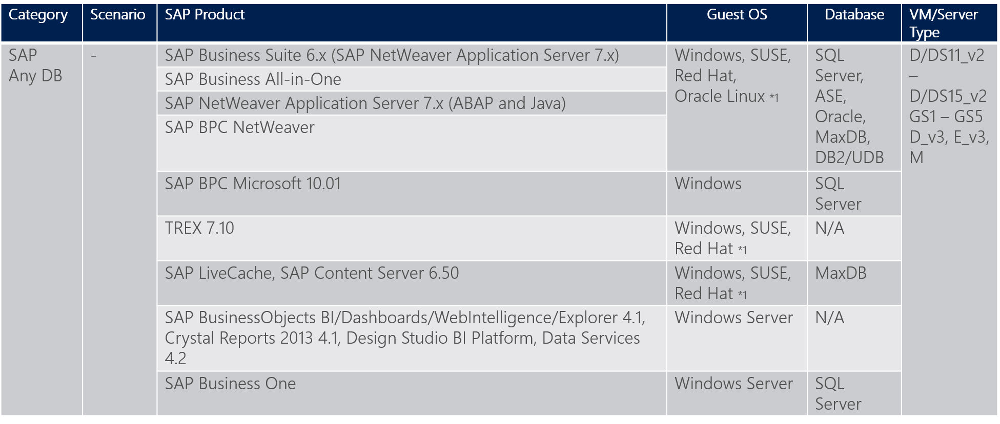 Category
Scenario
SAP Product
Guest OS
Database
VM/Server
Type
SAP
Any DB
-
SAP Business Suite 6.x (SAP NetWeaver Application Server 7.x)
SAP Business All-in-One
SAP NetWeaver Application Server 7.x (ABAP and Java)
SAP BPC NetWeaver
Windows, SUSE,
Red Hat,
Oracle Linux *1
SQL
Server,
ASE,
Oracle,
MaxDB,
DB2/UDB
D/DS11_v2
–
D/DS15_v2
GS1 – GS5
D_v3, E_v3,
M
SAP BPC Microsoft 10.01
Windows
SQL
Server
TREX 7.10
Windows, SUSE,
Red Hat *1
N/A
SAP LiveCache, SAP Content Server 6.50
Windows, SUSE,
Red Hat *1
MaxDB
SAP BusinessObjects BI/Dashboards/WebIntelligence/Explorer 4.1,
Crystal Reports 2013 4.1, Design Studio BI Platform, Data Services
4.2
Windows Server
N/A
SAP Business One
Windows Server
SQL
Server